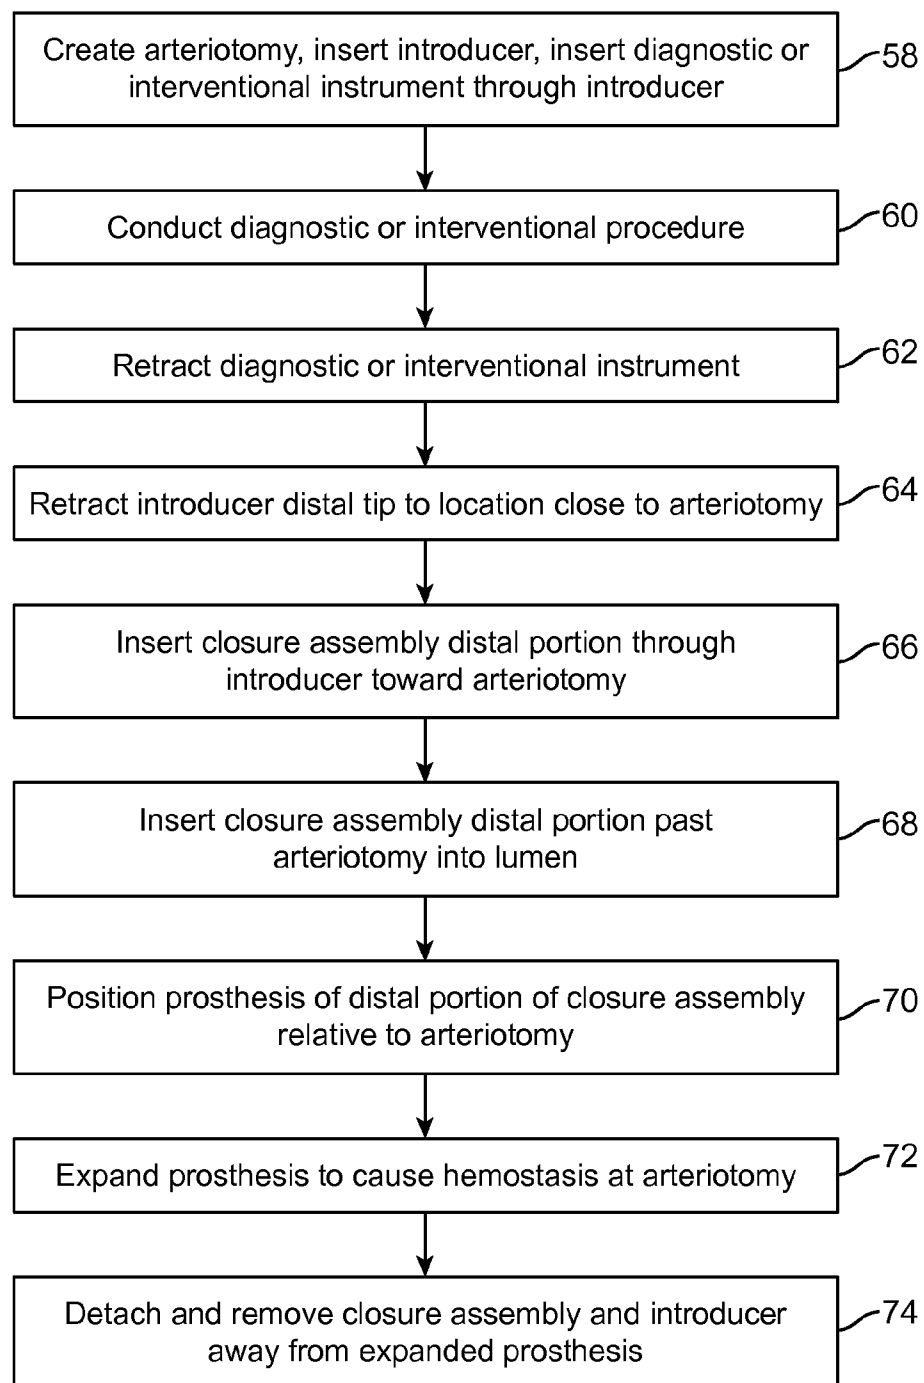 Create arteriotomy, insert introducer, insert diagnostic or
interventional instrument through introducer
58
Conduct diagnostic or interventional procedure
60
Retract diagnostic or interventional instrument
62
Retract introducer distal tip to location close to arteriotomy
64
Insert closure assembly distal portion through
introducer toward arteriotomy
66
Insert closure assembly distal portion past
arteriotomy into lumen
68
Position prosthesis of distal portion of closure assembly
relative to arteriotomy
70
Expand prosthesis to cause hemostasis at arteriotomy
72
Detach and remove closure assembly and introducer
away from expanded prosthesis
74